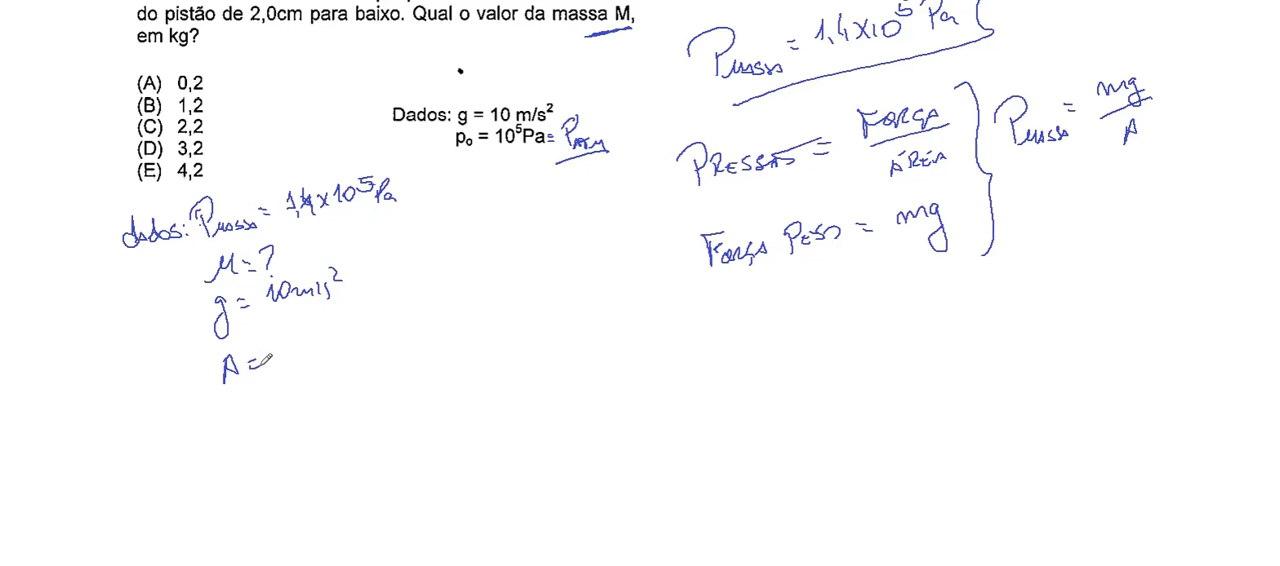 do pistão de 2,0cm para baixo. Qual o valor da massa M,
em kg?
(A) 0,2
(B) 1,2
(C) 2,2
(D) 3,2
(E) 4,2
Dados: g = 10 m/s²
p₀ = 10⁵Pa = Patm
dados: Pmassa = 1,4x10⁵Pa
M = ?
g = 10m/s²
A =
Pmassa = 1,4x10⁵ Pa
PRESSÃO = FORÇA / ÁREA
Força PESO = mg
Pmassa = mg / A